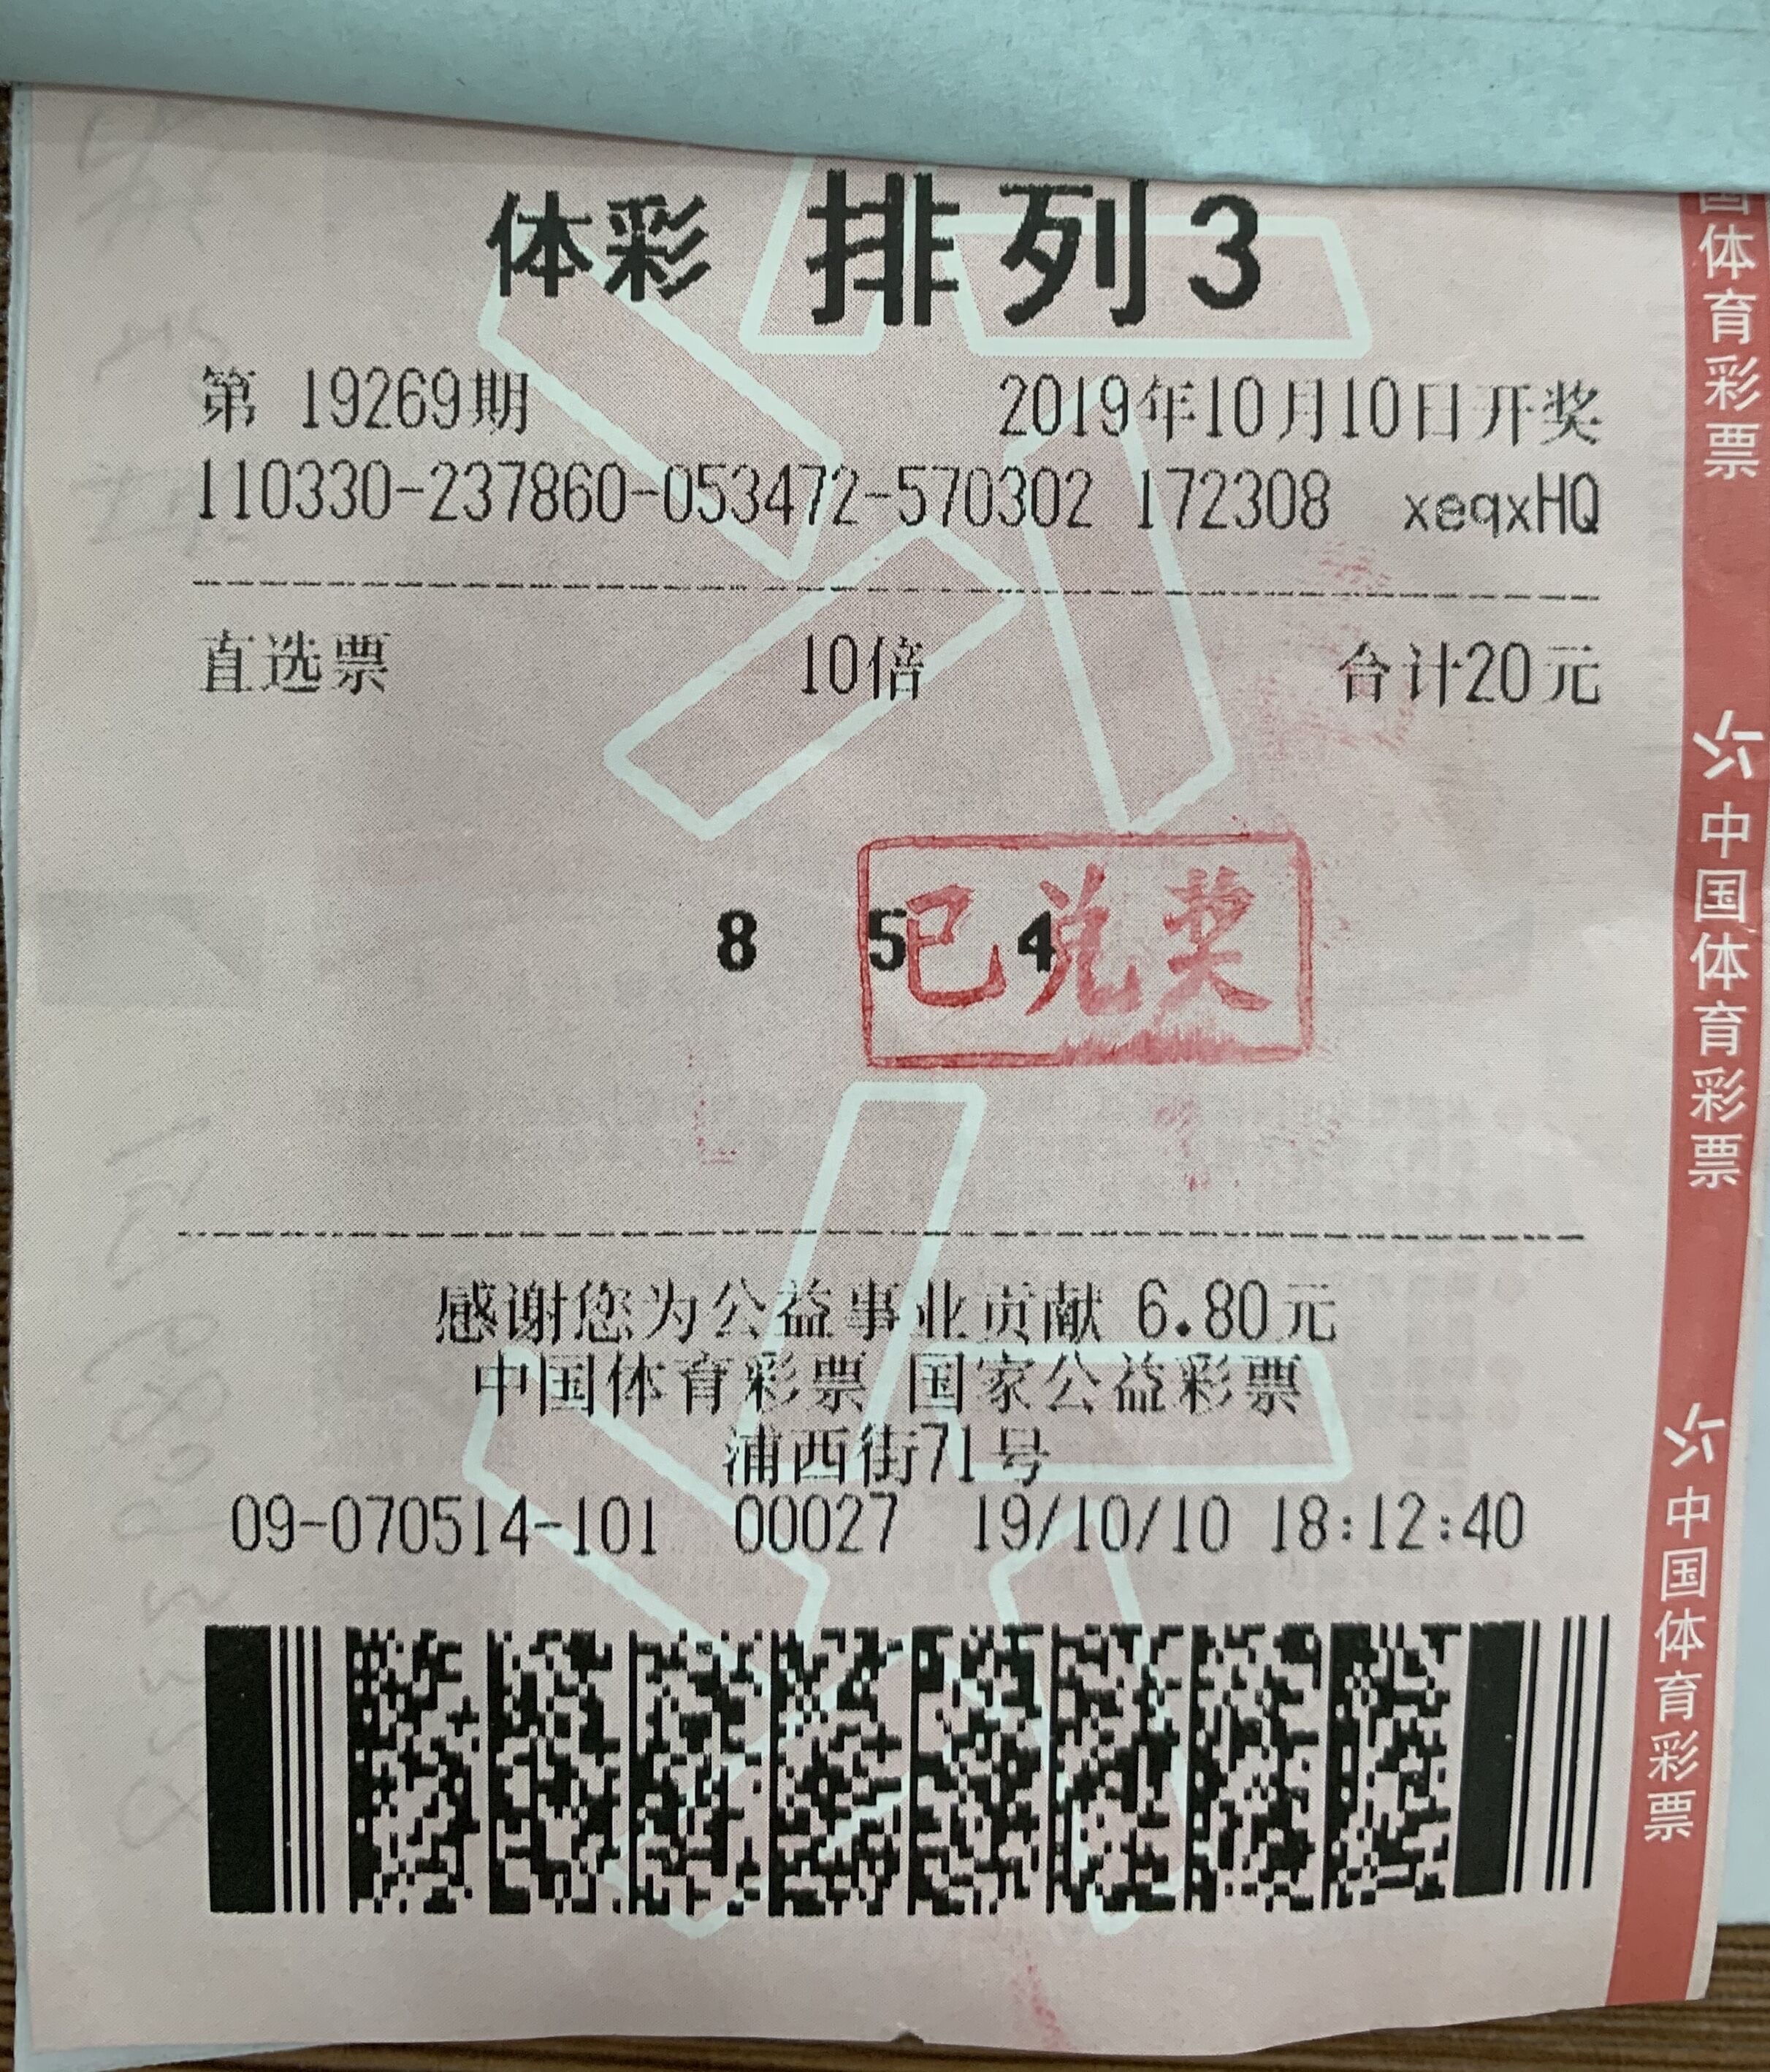 体彩 排列3
第 19269期 2019年10月10日开奖
110330-237860-053472-570302 172308 xeqxHQ
直选票 10倍 合计20元
8 5 4
已兑奖
感谢您为公益事业贡献 6.80元
中国体育彩票 国家公益彩票
浦西街71号
09-070514-101 00027 19/10/10 18:12:40
国体育彩票
中国体育彩票
中国体育彩票